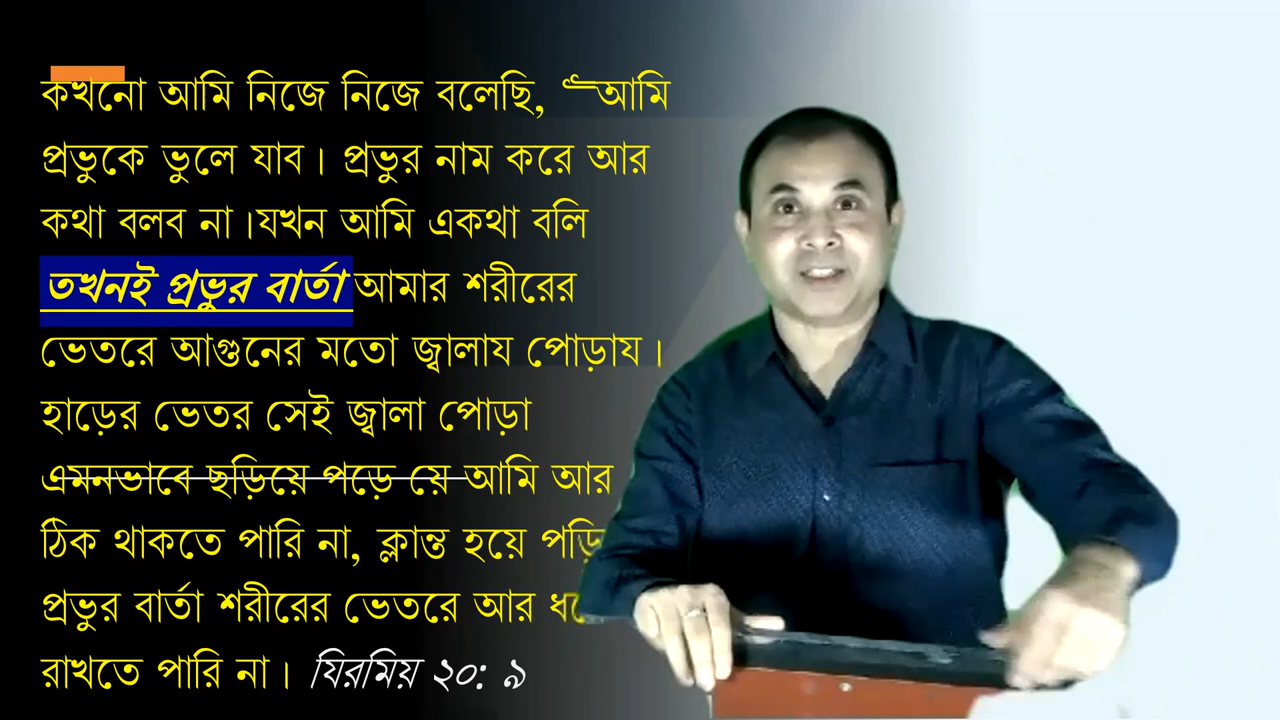 কখনো আমি নিজে নিজে বলেছি, “আমি
প্রভুকে ভুলে যাব। প্রভুর নাম করে আর
কথা বলব না।যখন আমি একথা বলি
তখনই প্রভুর বার্তা আমার শরীরের
ভেতরে আগুনের মতো জ্বালায পোড়ায।
হাড়ের ভেতর সেই জ্বালা পোড়া
এমনভাবে ছড়িয়ে পড়ে য়ে আমি আর
ঠিক থাকতে পারি না, ক্লান্ত হয়ে পড়ি
প্রভুর বার্তা শরীরের ভেতরে আর
রাখতে পারি না। যিরমিয় ২০: ৯